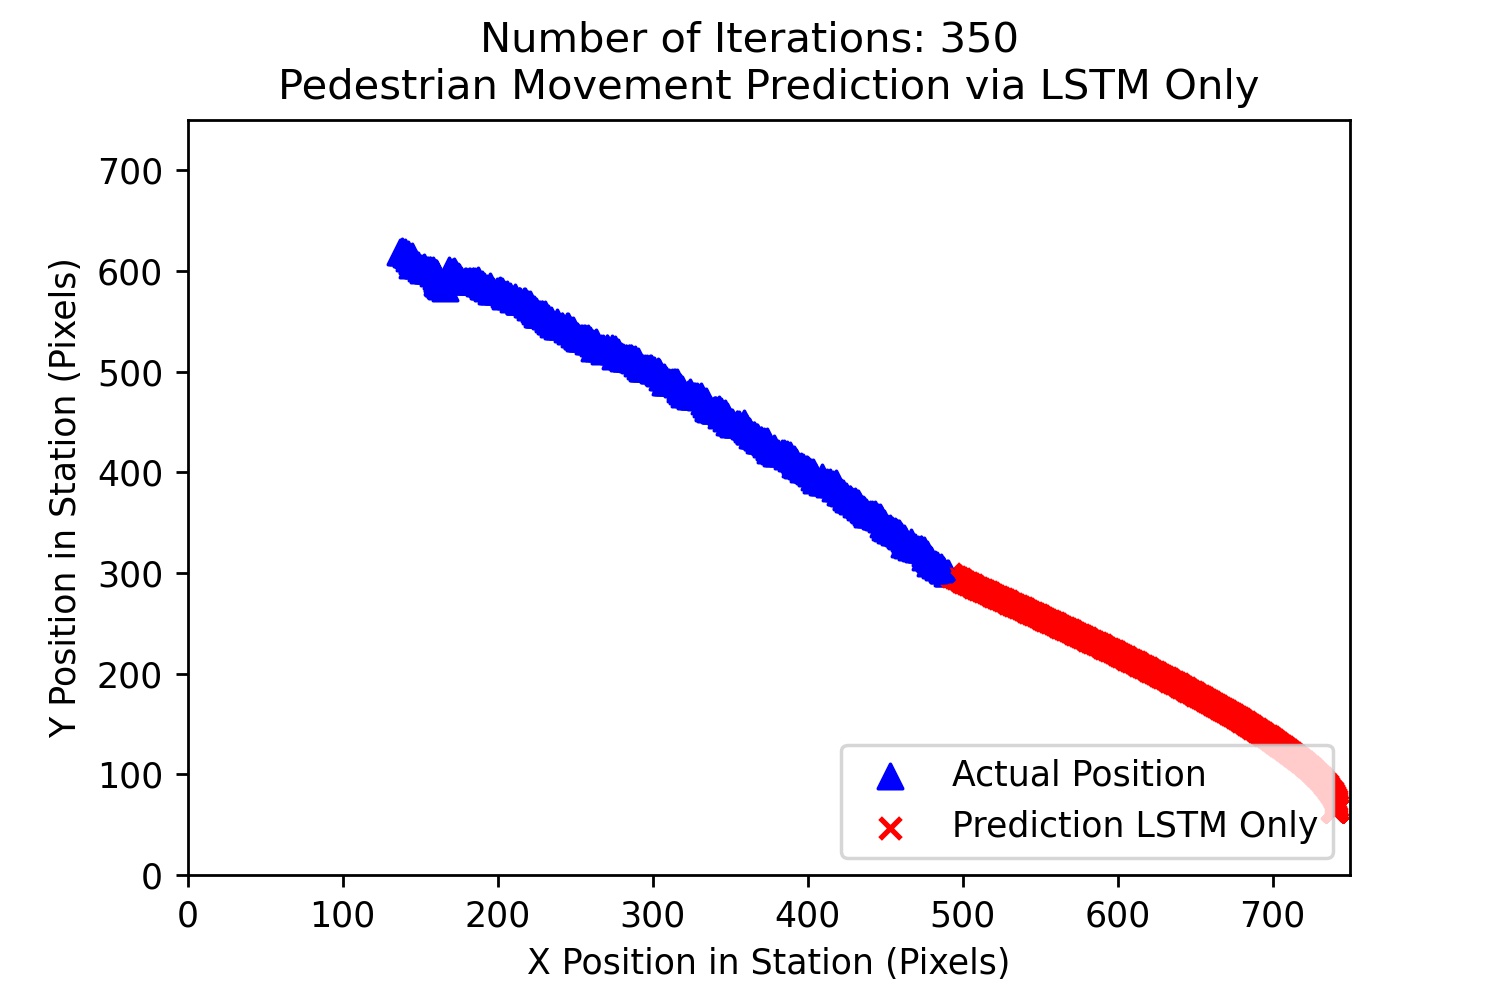 Number of Iterations: 350
Pedestrian Movement Prediction via LSTM Only
Y Position in Station (Pixels)
700
600
500
400
300
200
100
0
Actual Position
Prediction LSTM Only
0 100 200 300 400 500 600 700
X Position in Station (Pixels)